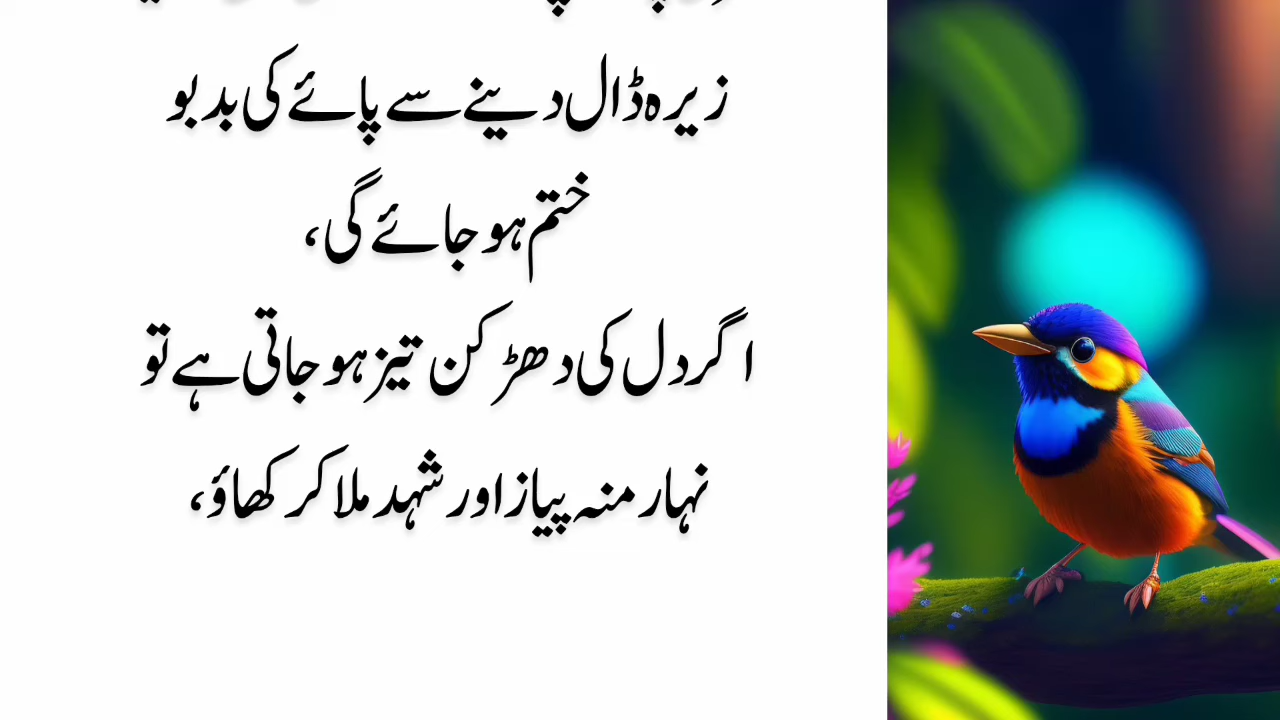 زیرہ ڈال دینے سے پائے کی بدبو
ختم ہو جائے گی،
اگر دل کی دھڑکن تیز ہو جاتی ہے تو
نہار منہ پیاز اور شہد ملا کر کھاؤ،